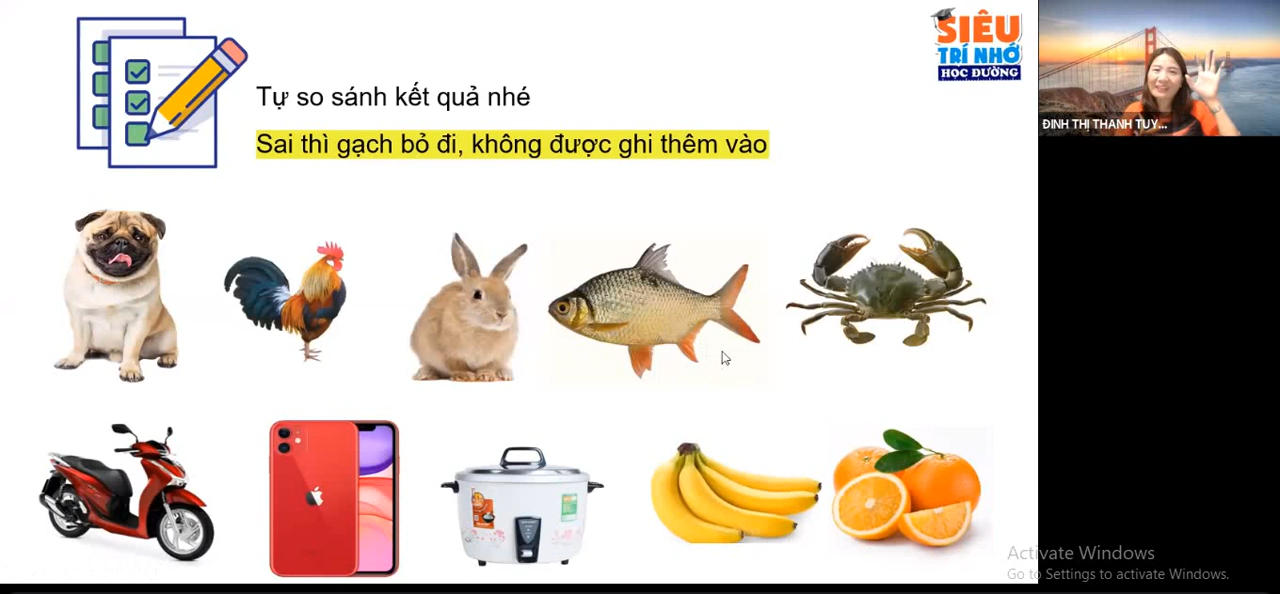 SIÊU
TRÍ NHỚ
HỌC ĐƯỜNG
ĐINH THỊ THANH TUY...
Tự so sánh kết quả nhé
Sai thì gạch bỏ đi, không được ghi thêm vào
Activate Windows
Go to Settings to activate Windows.